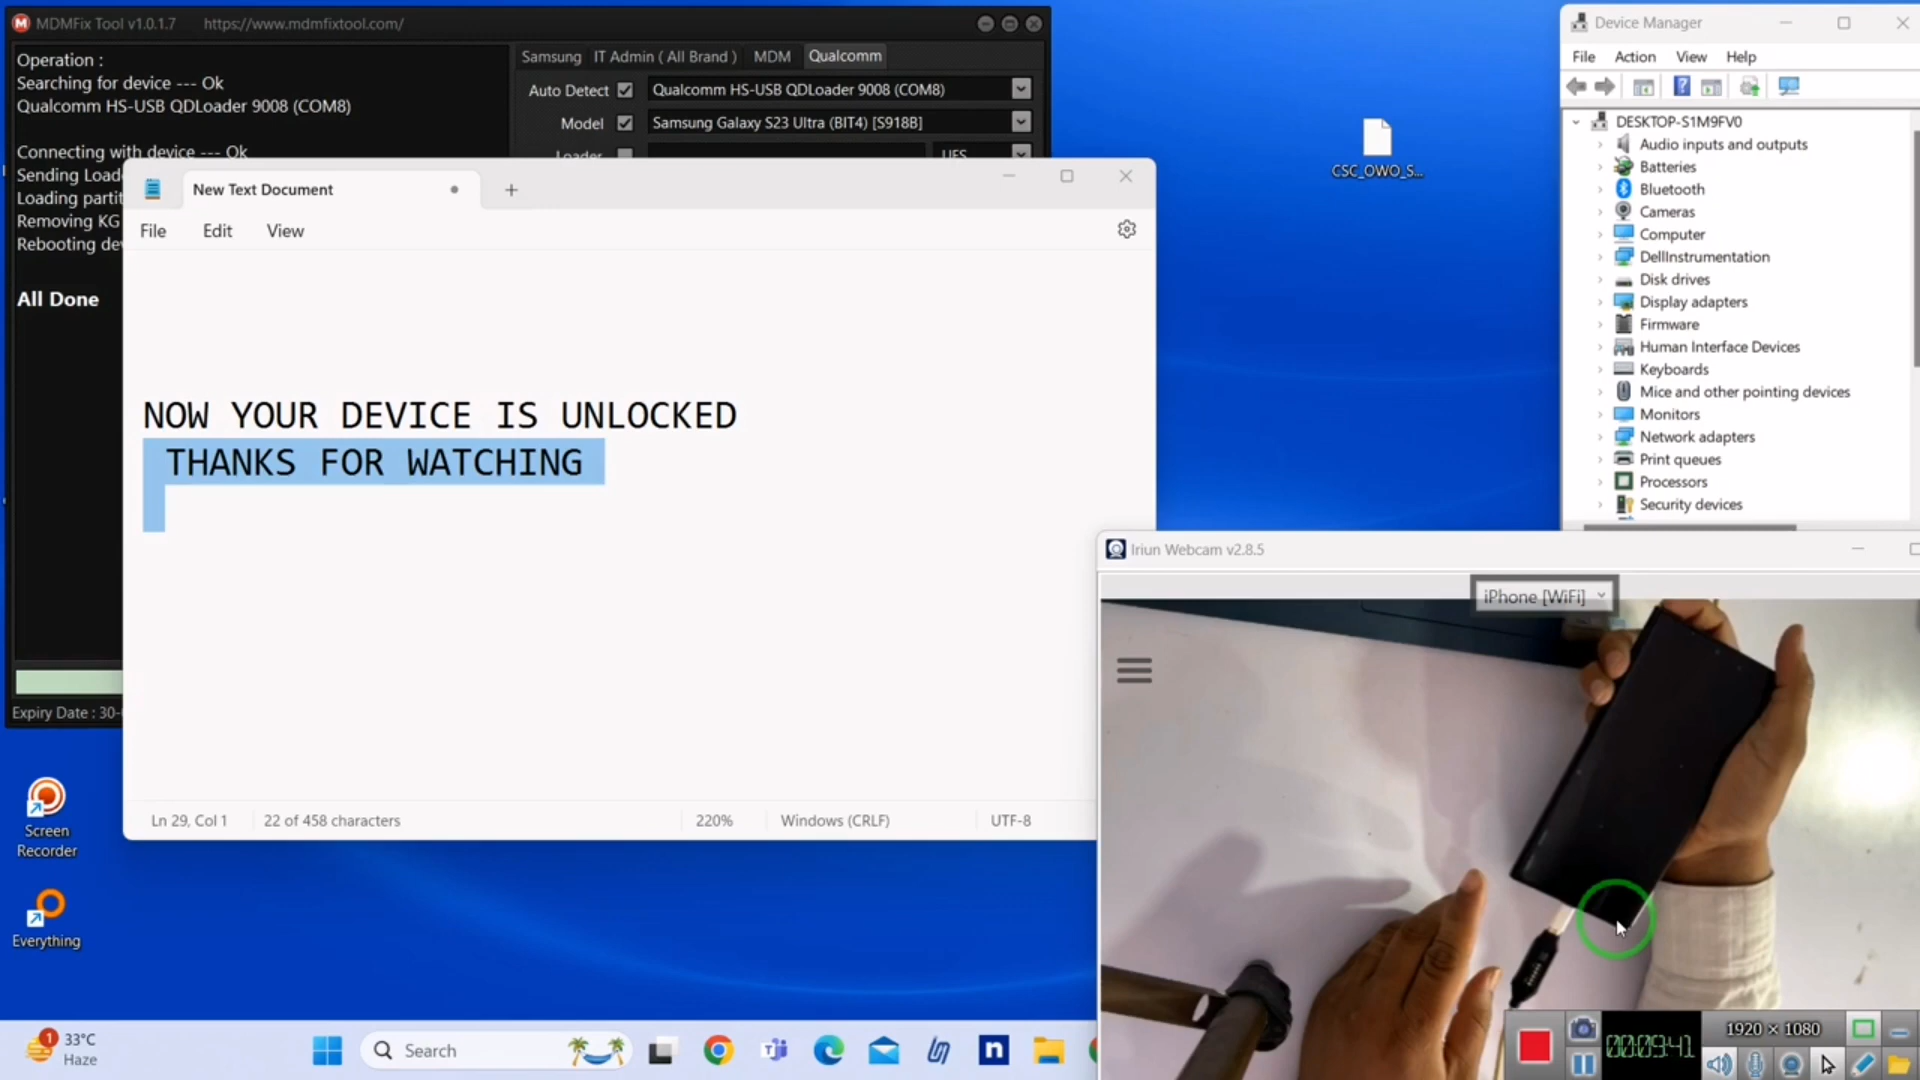 MDMFix Tool v1.0.1.7 https://www.mdmfixtool.com/
Operation :
Searching for device --- Ok
Qualcomm HS-USB QDLoader 9008 (COM8)
Connecting with device --- Ok
Sending Load
Loading partit
Removing KG
Rebooting dev
All Done
Expiry Date : 30-
Samsung IT Admin ( All Brand ) MDM Qualcomm
Auto Detect Qualcomm HS-USB QDLoader 9008 (COM8)
Model Samsung Galaxy S23 Ultra (BIT4) [S918B]
Loader UFS
New Text Document
File Edit View
NOW YOUR DEVICE IS UNLOCKED
THANKS FOR WATCHING
Ln 29, Col 1 22 of 458 characters 220% Windows (CRLF) UTF-8
CSC_OWO_S...
Device Manager
File Action View Help
DESKTOP-S1M9FV0
Audio inputs and outputs
Batteries
Bluetooth
Cameras
Computer
DellInstrumentation
Disk drives
Display adapters
Firmware
Human Interface Devices
Keyboards
Mice and other pointing devices
Monitors
Network adapters
Print queues
Processors
Security devices
Iriun Webcam v2.8.5
iPhone [WiFi]
Screen
Recorder
Everything
1
33°C
Haze
Search
n
00:09:41
1920 × 1080